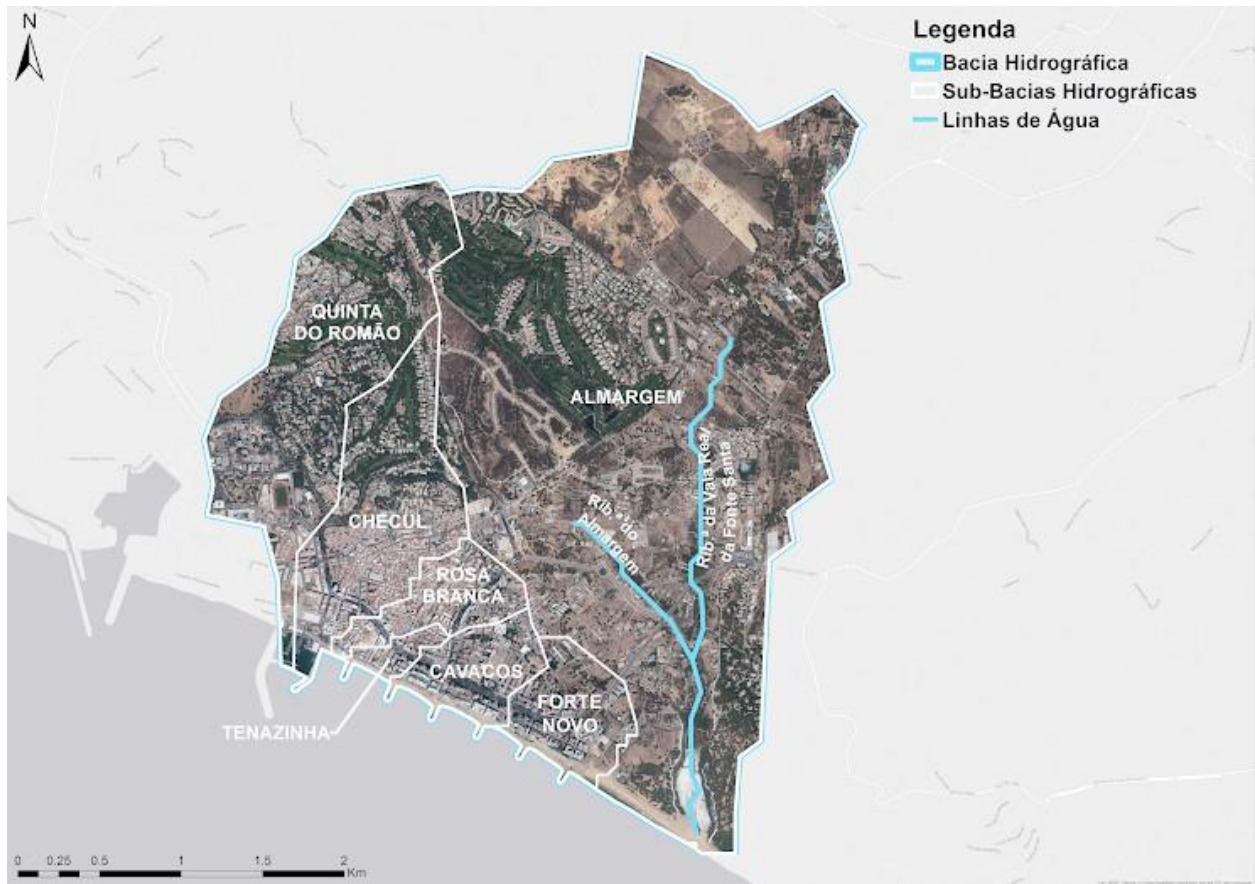 N
Legenda
Bacia Hidrográfica
Sub-Bacias Hidrográficas
Linhas de Água
QUINTA
DO ROMÃO
ALMARGEM
Rib.ª da Vala Real/
da Fonte Santa
Rib.ª do
Almargem
CHECUL
ROSA
BRANCA
CAVACOS
FORTE
NOVO
TENAZINHA
0 0.25 0.5 1 1.5 2
Km